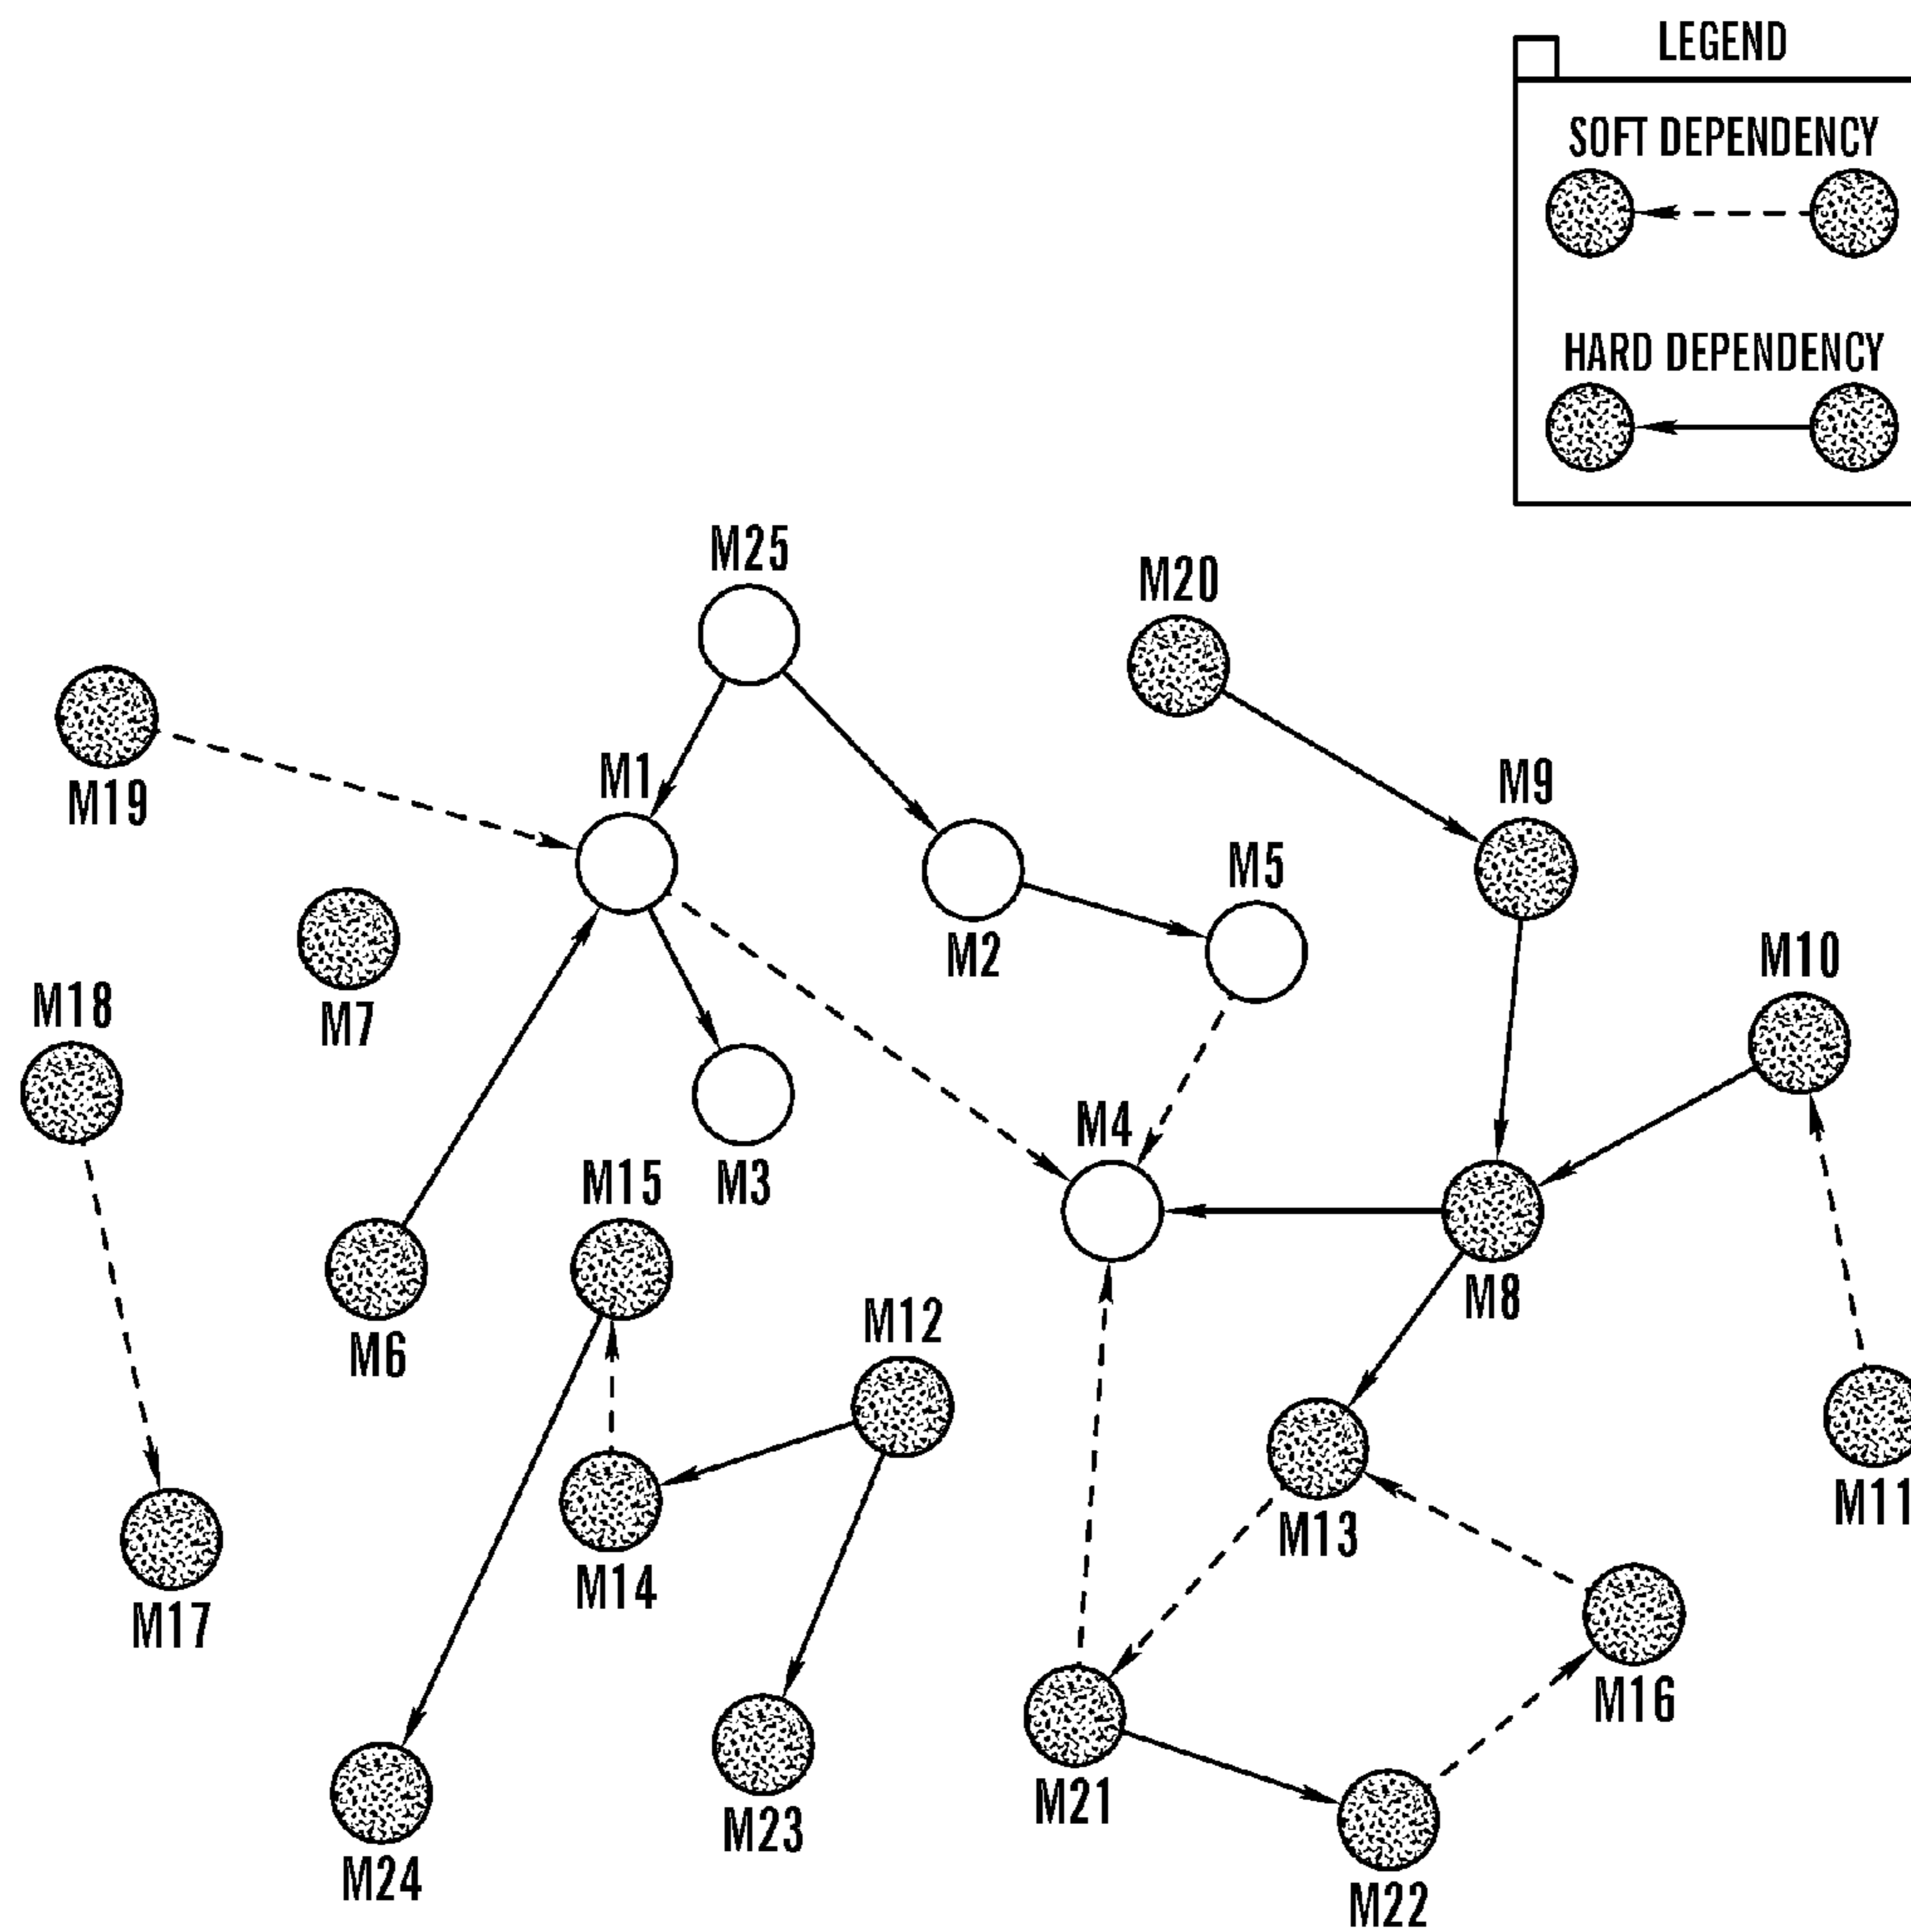 LEGEND
SOFT DEPENDENCY
HARD DEPENDENCY
M25
M20
M19
M1
M9
M5
M2
M10
M7
M18
M4
M3
M15
M8
M12
M6
M11
M13
M14
M17
M16
M21
M23
M24
M22